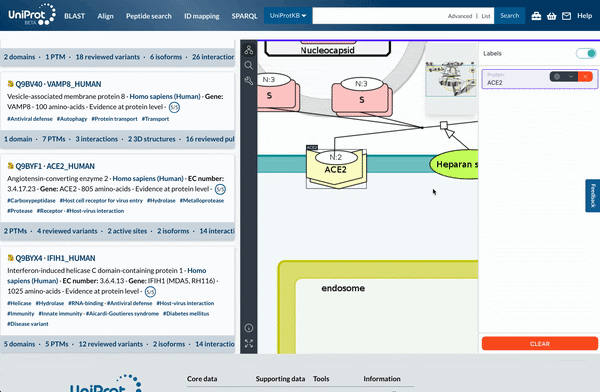 UniProt BETA BLAST Align Peptide search ID mapping SPARQL UniProtKB Advanced | List Search Help
2 domains · 1 PTM · 18 reviewed variants · 6 isoforms · 26 interactio
Q9BV40 · VAMP8_HUMAN
Vesicle-associated membrane protein 8 · Homo sapiens (Human) · Gene:
VAMP8 · 100 amino-acids · Evidence at protein level · 5/5
#Antiviral defense #Autophagy #Protein transport #Transport
1 domain · 7 PTMs · 3 interactions · 2 3D structures · 16 reviewed pul
Q9BYF1 · ACE2_HUMAN
Angiotensin-converting enzyme 2 · Homo sapiens (Human) · EC number:
3.4.17.23 · Gene: ACE2 · 805 amino-acids · Evidence at protein level · 5/5
#Carboxypeptidase #Host cell receptor for virus entry #Hydrolase #Metalloprotease
#Protease #Receptor #Host-virus interaction
2 PTMs · 4 reviewed variants · 2 active sites · 2 isoforms · 14 interacti
Q9BYX4 · IFIH1_HUMAN
Interferon-induced helicase C domain-containing protein 1 · Homo
sapiens (Human) · EC number: 3.6.4.13 · Gene: IFIH1 (MDA5, RH116) ·
1025 amino-acids · Evidence at protein level · 5/5
#Helicase #Hydrolase #RNA-binding #Antiviral defense #Host-virus interaction
#Immunity #Innate immunity #Aicardi-Goutieres syndrome #Diabetes mellitus
#Disease variant
5 domains · 5 PTMs · 12 reviewed variants · 2 isoforms · 14 interactio
Nucleocapsid
N:3
S
N:3
S
ACE2
N:2
ACE2
Heparan s
endosome
Labels
Protein
ACE2
CLEAR
Feedback
UniProt
Core data Supporting data Tools Information